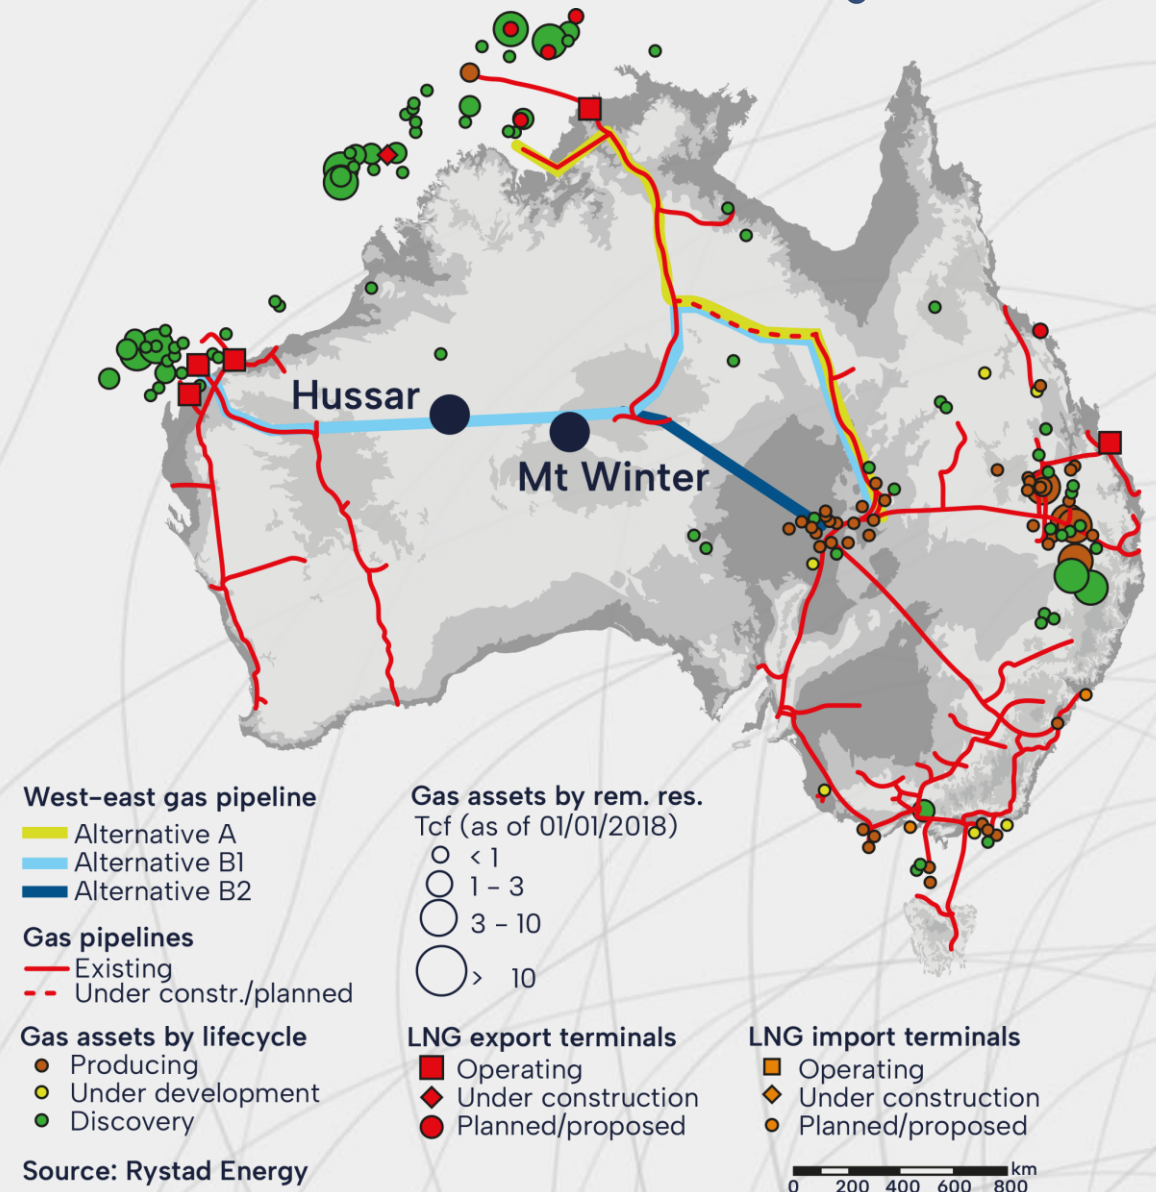 Hussar
Mt Winter
West-east gas pipeline
Alternative A
Alternative B1
Alternative B2
Gas pipelines
Existing
Under constr./planned
Gas assets by lifecycle
Producing
Under development
Discovery
Source: Rystad Energy
Gas assets by rem. res.
Tcf (as of 01/01/2018)
< 1
1 - 3
3 - 10
> 10
LNG export terminals
Operating
Under construction
Planned/proposed
LNG import terminals
Operating
Under construction
Planned/proposed
km
0 200 400 600 800